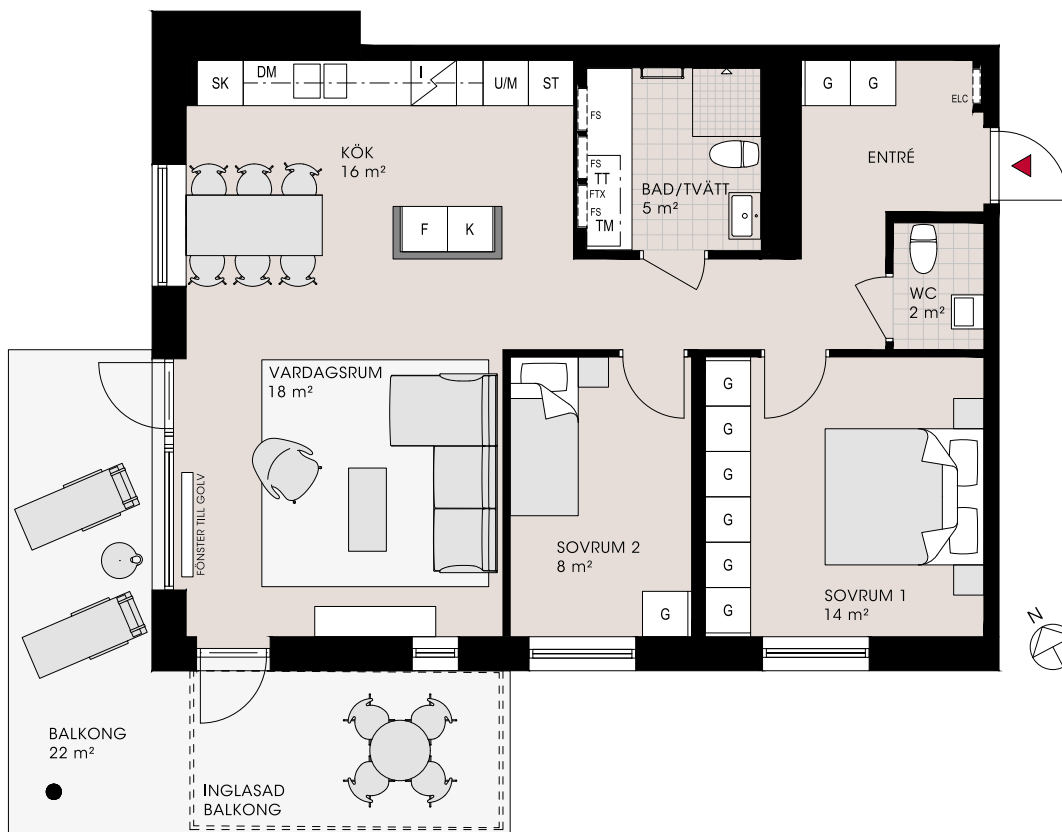 SK
DM
I
U/M
ST
G
G
ELC
KÖK
16 m²
FS
FS
TT
FTX
FS
TM
BAD/TVÄTT
5 m²
ENTRÉ
F
K
WC
2 m²
VARDAGSRUM
18 m²
FÖNSTER TILL GOLV
G
G
G
G
G
G
SOVRUM 2
8 m²
G
SOVRUM 1
14 m²
N
BALKONG
22 m²
INGLASAD
BALKONG